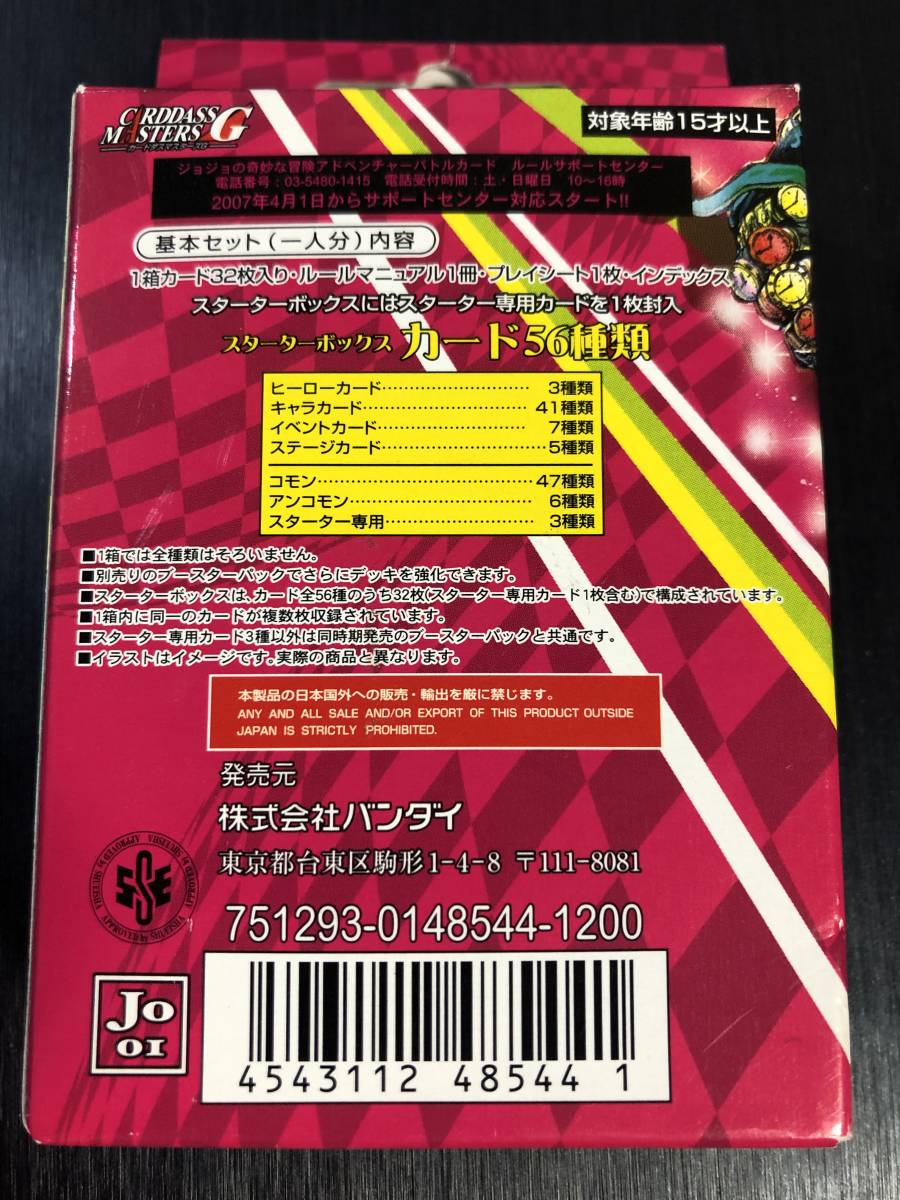 CARDDASS
MASTERS G
カードダスマスターズG
対象年齢15才以上
ジョジョの奇妙な冒険アドベンチャーバトルカード　ルールサポートセンター
電話番号：03-5480-1415　電話受付時間：土・日曜日　10〜16時
2007年4月1日からサポートセンター対応スタート!!
基本セット（一人分）内容
1箱カード32枚入り・ルールマニュアル1冊・プレイシート1枚・インデックス
スターターボックスにはスターター専用カードを1枚封入
スターターボックス カード56種類
ヒーローカード……………………… 3種類
キャラカード………………………… 41種類
イベントカード……………………… 7種類
ステージカード………………………5種類
コモン…………………………………47種類
アンコモン…………………………… 6種類
スターター専用……………………… 3種類
■1箱では全種類はそろいません。
■別売りのブースターパックでさらにデッキを強化できます。
■スターターボックスは、カード全56種のうち32枚(スターター専用カード1枚含む)で構成されています。
■1箱内に同一のカードが複数枚収録されています。
■スターター専用カード3種以外は同時期発売のブースターパックと共通です。
■イラストはイメージです。実際の商品と異なります。
本製品の日本国外への販売・輸出を厳に禁じます。
ANY AND ALL SALE AND/OR EXPORT OF THIS PRODUCT OUTSIDE
JAPAN IS STRICTLY PROHIBITED.
発売元
株式会社バンダイ
東京都台東区駒形1-4-8 〒111-8081
APPROVED by SHUEISHA
751293-0148544-1200
Jo
01
4543112 485441